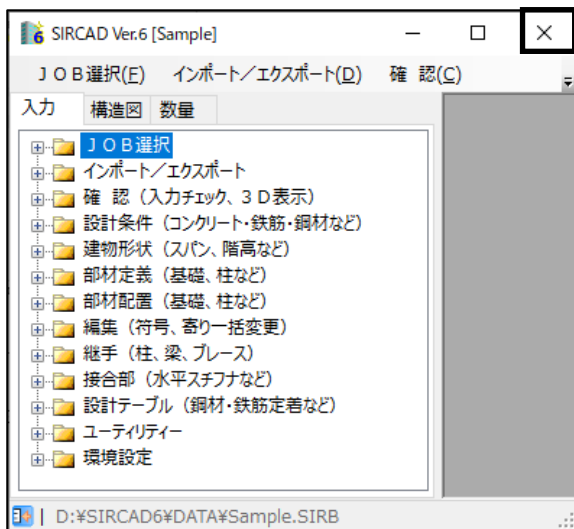 SIRCAD Ver.6 [Sample]
ＪＯＢ選択(F) インポート／エクスポート(D) 確 認(C)
入力 構造図 数量
ＪＯＢ選択
インポート／エクスポート
確 認（入力チェック、３Ｄ表示）
設計条件（コンクリート・鉄筋・鋼材など）
建物形状（スパン、階高など）
部材定義（基礎、柱など）
部材配置（基礎、柱など）
編集（符号、寄り一括変更）
継手（柱、梁、ブレース）
接合部（水平スチフナなど）
設計テーブル（鋼材・鉄筋定着など）
ユーティリティー
環境設定
D:¥SIRCAD6¥DATA¥Sample.SIRB